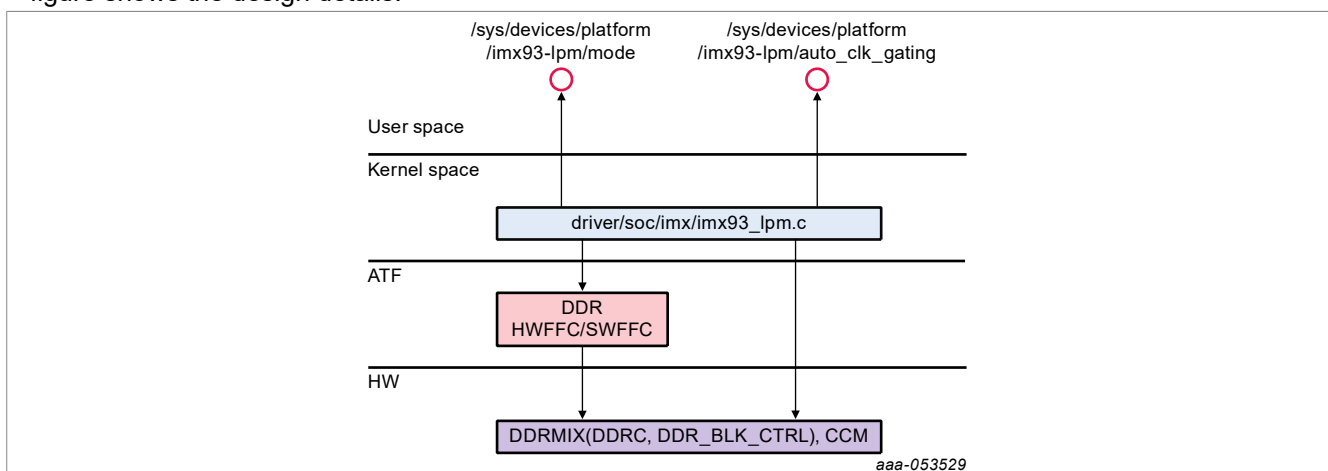 figure shows the design details.
/sys/devices/platform
/imx93-lpm/mode
/sys/devices/platform
/imx93-lpm/auto_clk_gating
User space
Kernel space
driver/soc/imx/imx93_lpm.c
ATF
DDR
HWFFC/SWFFC
HW
DDRMIX(DDRC, DDR_BLK_CTRL), CCM
aaa-053529